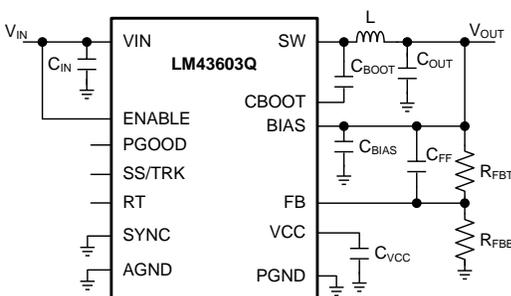 VIN
L
VOUT
VIN
SW
CIN
LM43603Q
CBOOT
COUT
CBOOT
ENABLE
BIAS
PGOOD
CBIAS
CFF
SS/TRK
RFBT
RT
FB
SYNC
VCC
RFBB
CVCC
AGND
PGND